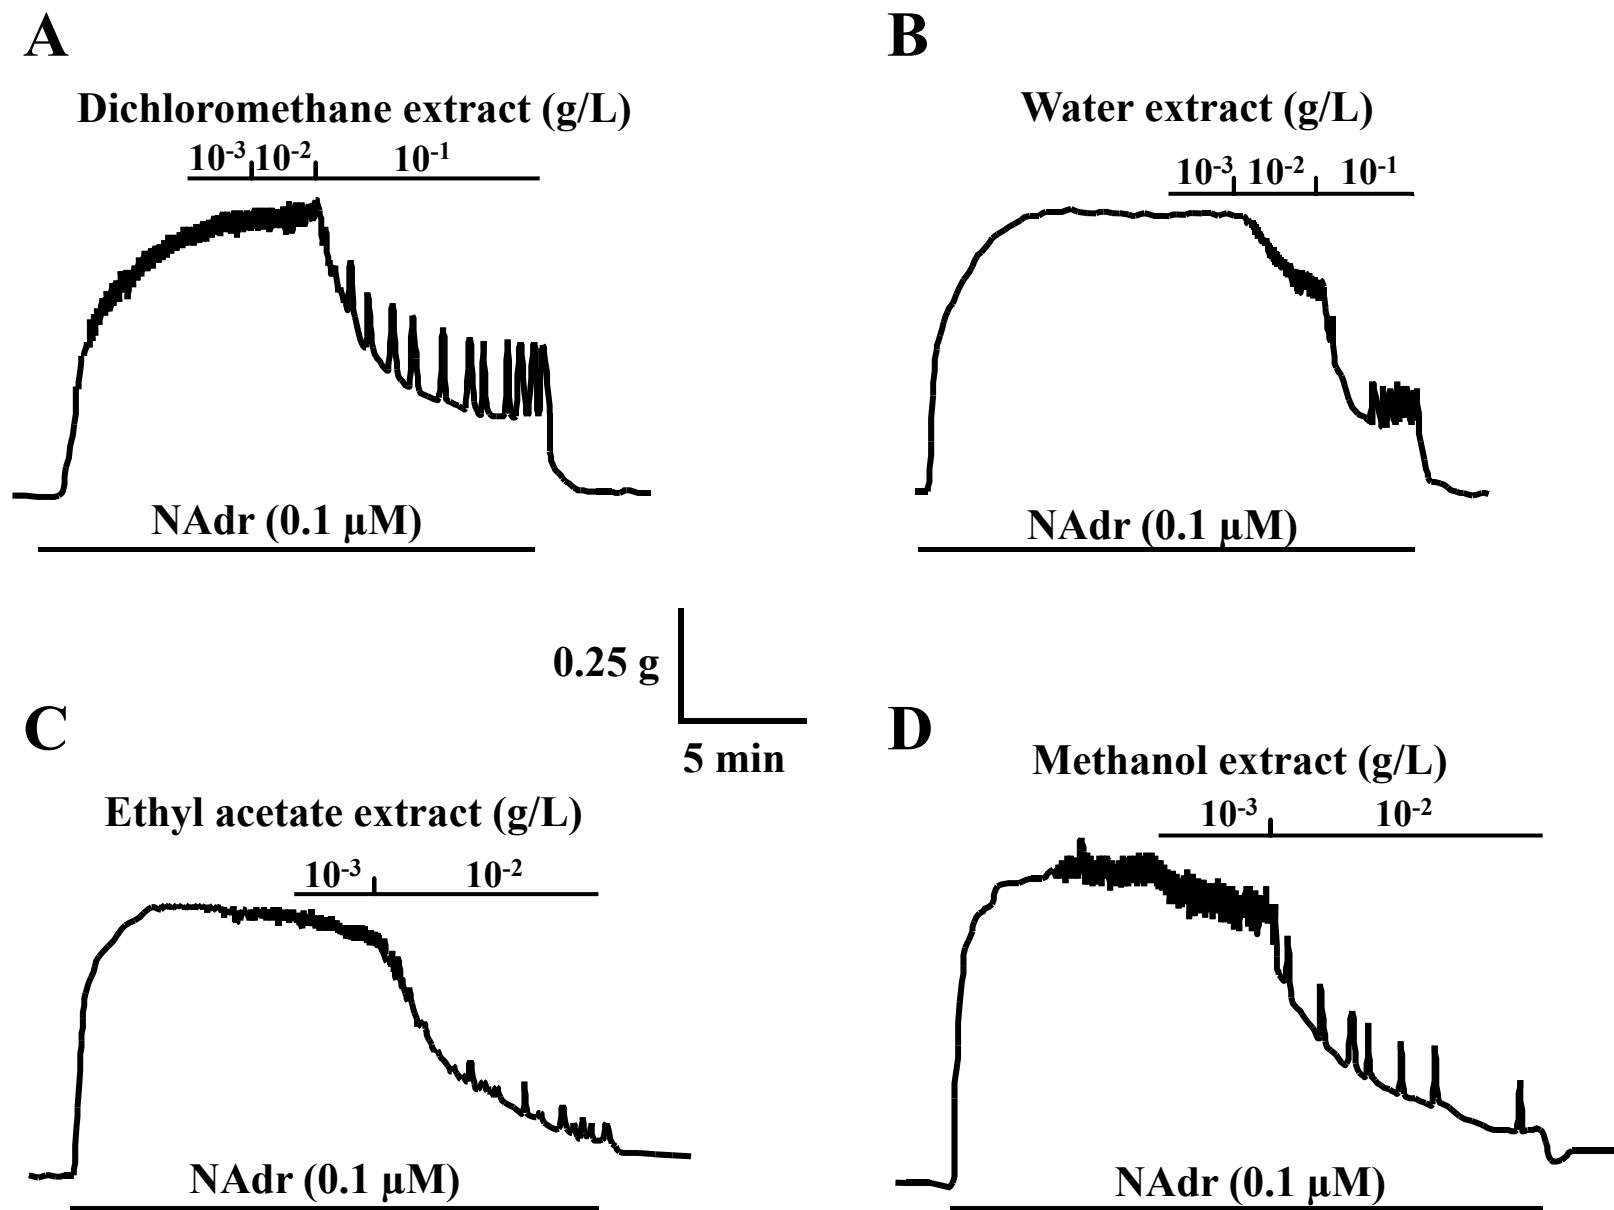 A
Dichloromethane extract (g/L)
10⁻³ 10⁻² 10⁻¹
NAdr (0.1 µM)
B
Water extract (g/L)
10⁻³ 10⁻² 10⁻¹
NAdr (0.1 µM)
0.25 g
5 min
C
Ethyl acetate extract (g/L)
10⁻³ 10⁻²
NAdr (0.1 µM)
D
Methanol extract (g/L)
10⁻³ 10⁻²
NAdr (0.1 µM)